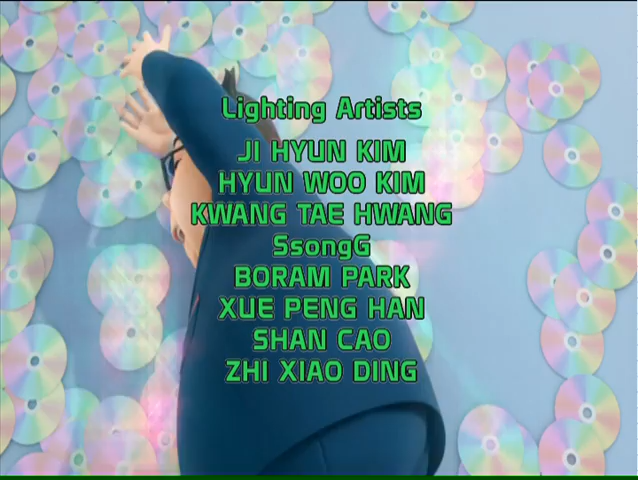 Lighting Artists
JI HYUN KIM
HYUN WOO KIM
KWANG TAE HWANG
SsongG
BORAM PARK
XUE PENG HAN
SHAN CAO
ZHI XIAO DING